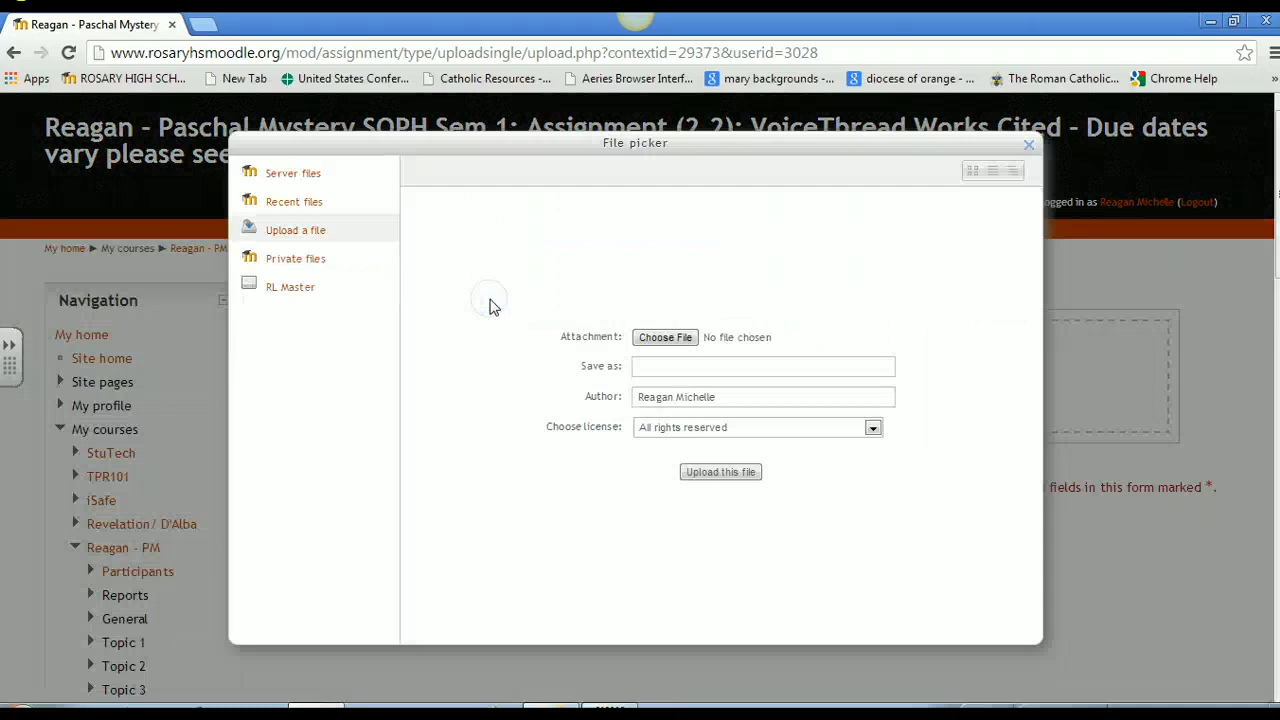 Reagan - Paschal Mystery
www.rosaryhsmoodle.org/mod/assignment/type/uploadsingle/upload.php?contextid=29373&userid=3028
Apps ROSARY HIGH SCH... New Tab United States Confer... Catholic Resources -... Aeries Browser Interf... mary backgrounds -... diocese of orange -... The Roman Catholic... Chrome Help »
Reagan - Paschal Mystery SOPH Sem 1: Assignment (2.2): VoiceThread Works Cited - Due dates
vary please see
File picker
Server files
Recent files
Upload a file
Private files
RL Master
ogged in as Reagan Michelle (Logout)
My home ► My courses ► Reagan - PM
Navigation
My home
Site home
Site pages
My profile
My courses
StuTech
TPR101
iSafe
Revelation/ D'Alba
Reagan - PM
Participants
Reports
General
Topic 1
Topic 2
Topic 3
Attachment: Choose File No file chosen
Save as:
Author: Reagan Michelle
Choose license: All rights reserved
Upload this file
fields in this form marked *.